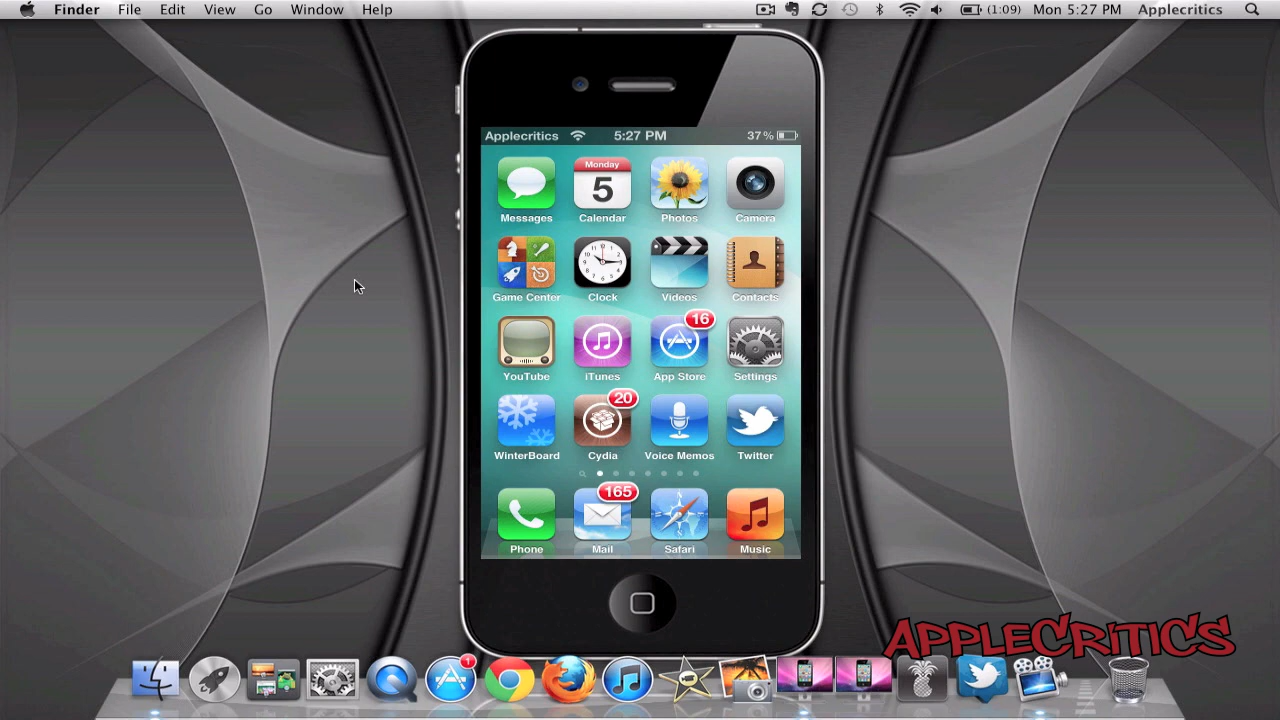 Finder File Edit View Go Window Help (1:09) Mon 5:27 PM Applecritics
Applecritics 5:27 PM 37%
Monday
5
Messages Calendar Photos Camera
Game Center Clock Videos Contacts
16
YouTube iTunes App Store Settings
20
WinterBoard Cydia Voice Memos Twitter
165
Phone Mail Safari Music
APPLECRITICS
1